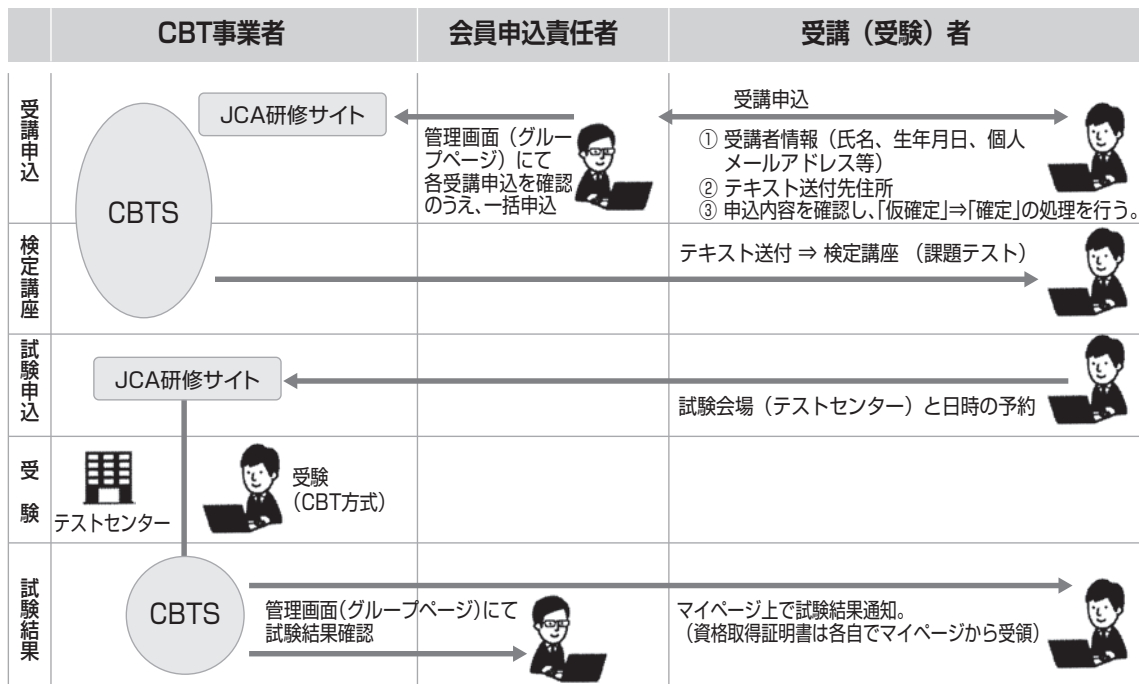 CBT事業者
会員申込責任者
受講（受験）者
受講申込
JCA研修サイト
CBTS
管理画面（グルー
プページ）にて
各受講申込を確認
のうえ、一括申込
受講申込
① 受講者情報（氏名、生年月日、個人
メールアドレス等）
② テキスト送付先住所
③ 申込内容を確認し、「仮確定」⇒「確定」の処理を行う。
検定講座
テキスト送付 ⇒ 検定講座 （課題テスト）
試験申込
JCA研修サイト
試験会場（テストセンター）と日時の予約
受験
テストセンター
受験
（CBT方式）
試験結果
CBTS
管理画面（グループページ）にて
試験結果確認
マイページ上で試験結果通知。
（資格取得証明書は各自でマイページから受領）